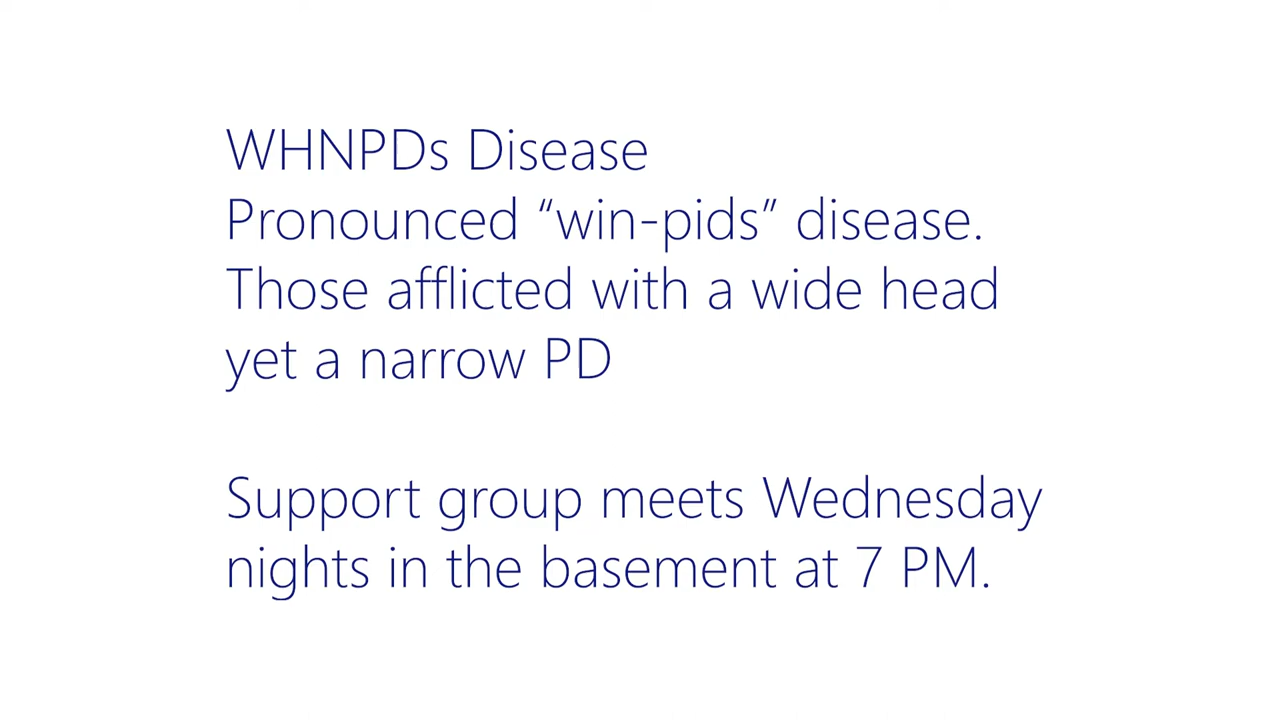 WHNPDs Disease
Pronounced “win-pids” disease.
Those afflicted with a wide head
yet a narrow PD
Support group meets Wednesday
nights in the basement at 7 PM.